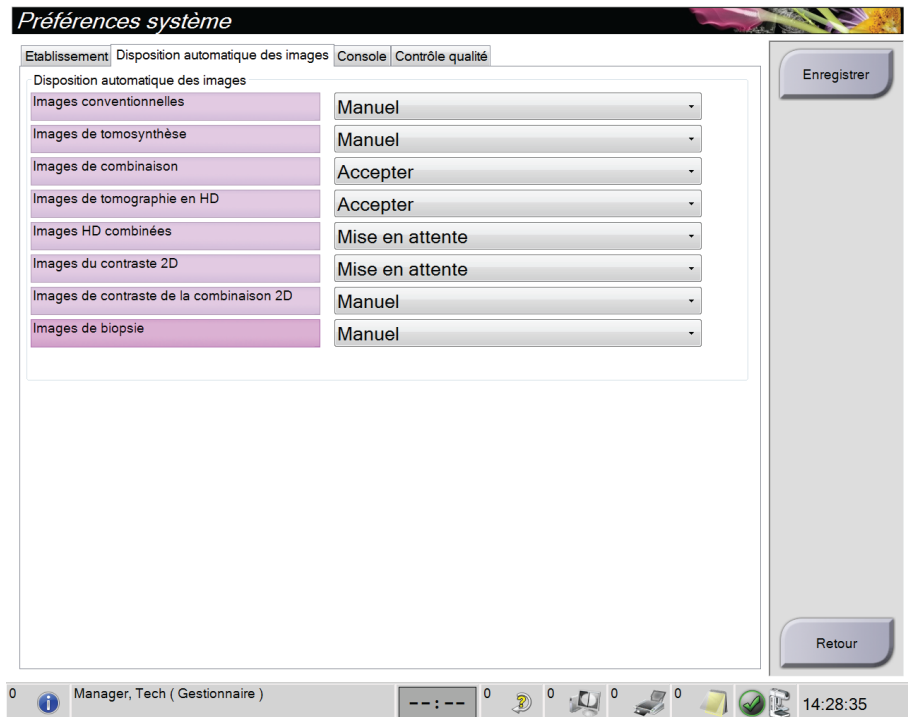 Préférences système
Etablissement Disposition automatique des images Console Contrôle qualité
Enregistrer
Disposition automatique des images
Images conventionnelles Manuel
Images de tomosynthèse Manuel
Images de combinaison Accepter
Images de tomographie en HD Accepter
Images HD combinées Mise en attente
Images du contraste 2D Mise en attente
Images de contraste de la combinaison 2D Manuel
Images de biopsie Manuel
Retour
0 Manager, Tech ( Gestionnaire ) --:-- 0 0 0 0 14:28:35